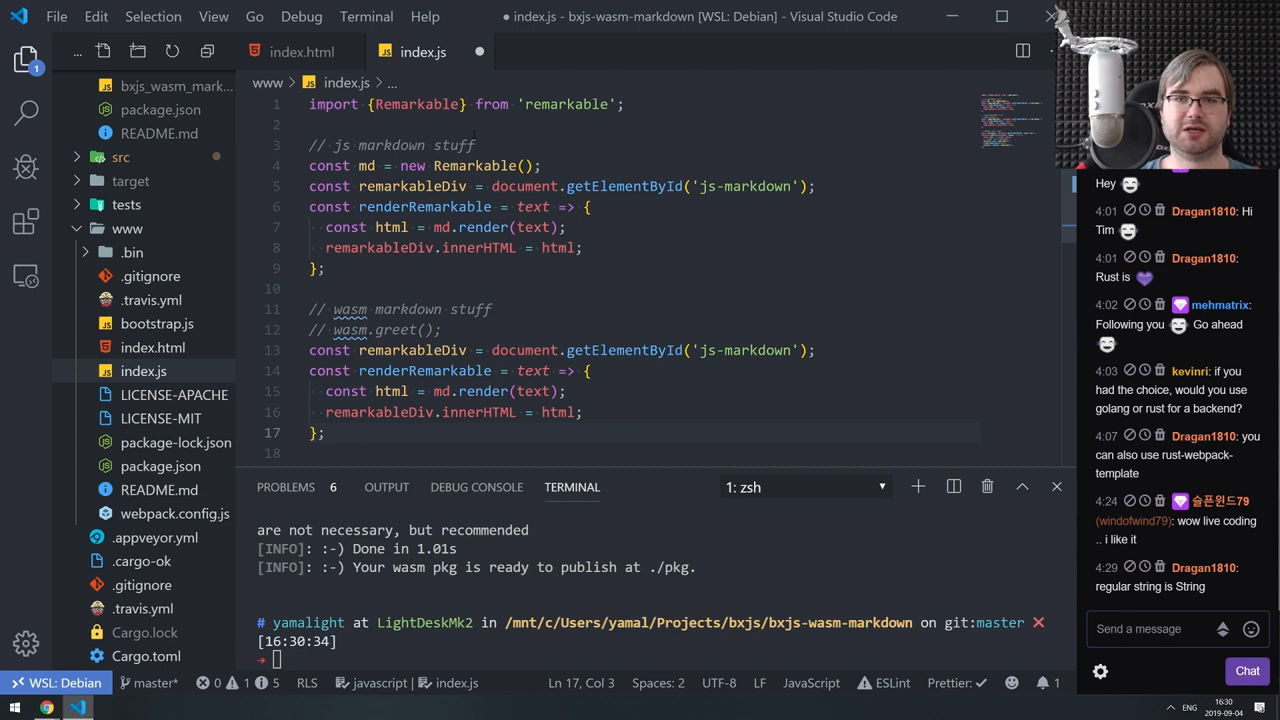 File Edit Selection View Go Debug Terminal Help
● index.js - bxjs-wasm-markdown [WSL: Debian] - Visual Studio Code
... index.html index.js
www > index.js > ...
1 import {Remarkable} from 'remarkable';
2
3 // js markdown stuff
4 const md = new Remarkable();
5 const remarkableDiv = document.getElementById('js-markdown');
6 const renderRemarkable = text => {
7 const html = md.render(text);
8 remarkableDiv.innerHTML = html;
9 };
10
11 // wasm markdown stuff
12 // wasm.greet();
13 const remarkableDiv = document.getElementById('js-markdown');
14 const renderRemarkable = text => {
15 const html = md.render(text);
16 remarkableDiv.innerHTML = html;
17 };
18
1
bxjs_wasm_mark...
package.json
README.md
src
target
tests
www
.bin
.gitignore
.travis.yml
bootstrap.js
index.html
index.js
LICENSE-APACHE
LICENSE-MIT
package-lock.json
package.json
README.md
webpack.config.js
.appveyor.yml
.cargo-ok
.gitignore
.travis.yml
Cargo.lock
Cargo.toml
PROBLEMS 6 OUTPUT DEBUG CONSOLE TERMINAL 1: zsh
are not necessary, but recommended
[INFO]: :-) Done in 1.01s
[INFO]: :-) Your wasm pkg is ready to publish at ./pkg.
# yamalight at LightDeskMk2 in /mnt/c/Users/yamal/Projects/bxjs/bxjs-wasm-markdown on git:master
[16:30:34]
→
WSL: Debian master* 0 1 5 RLS javascript | index.js Ln 17, Col 3 Spaces: 2 UTF-8 LF JavaScript ESLint Prettier: ✓ 1
Hey
4:01 Dragan1810: Hi
Tim
4:01 Dragan1810:
Rust is
4:02 mehmatrix:
Following you Go ahead
4:03 kevinri: if you
had the choice, would you use
golang or rust for a backend?
4:07 Dragan1810: you
can also use rust-webpack-
template
4:24 슬픈윈드79
(windofwind79): wow live coding
.. i like it
4:29 Dragan1810:
regular string is String
Send a message
Chat
ENG 16:30
2019-09-04